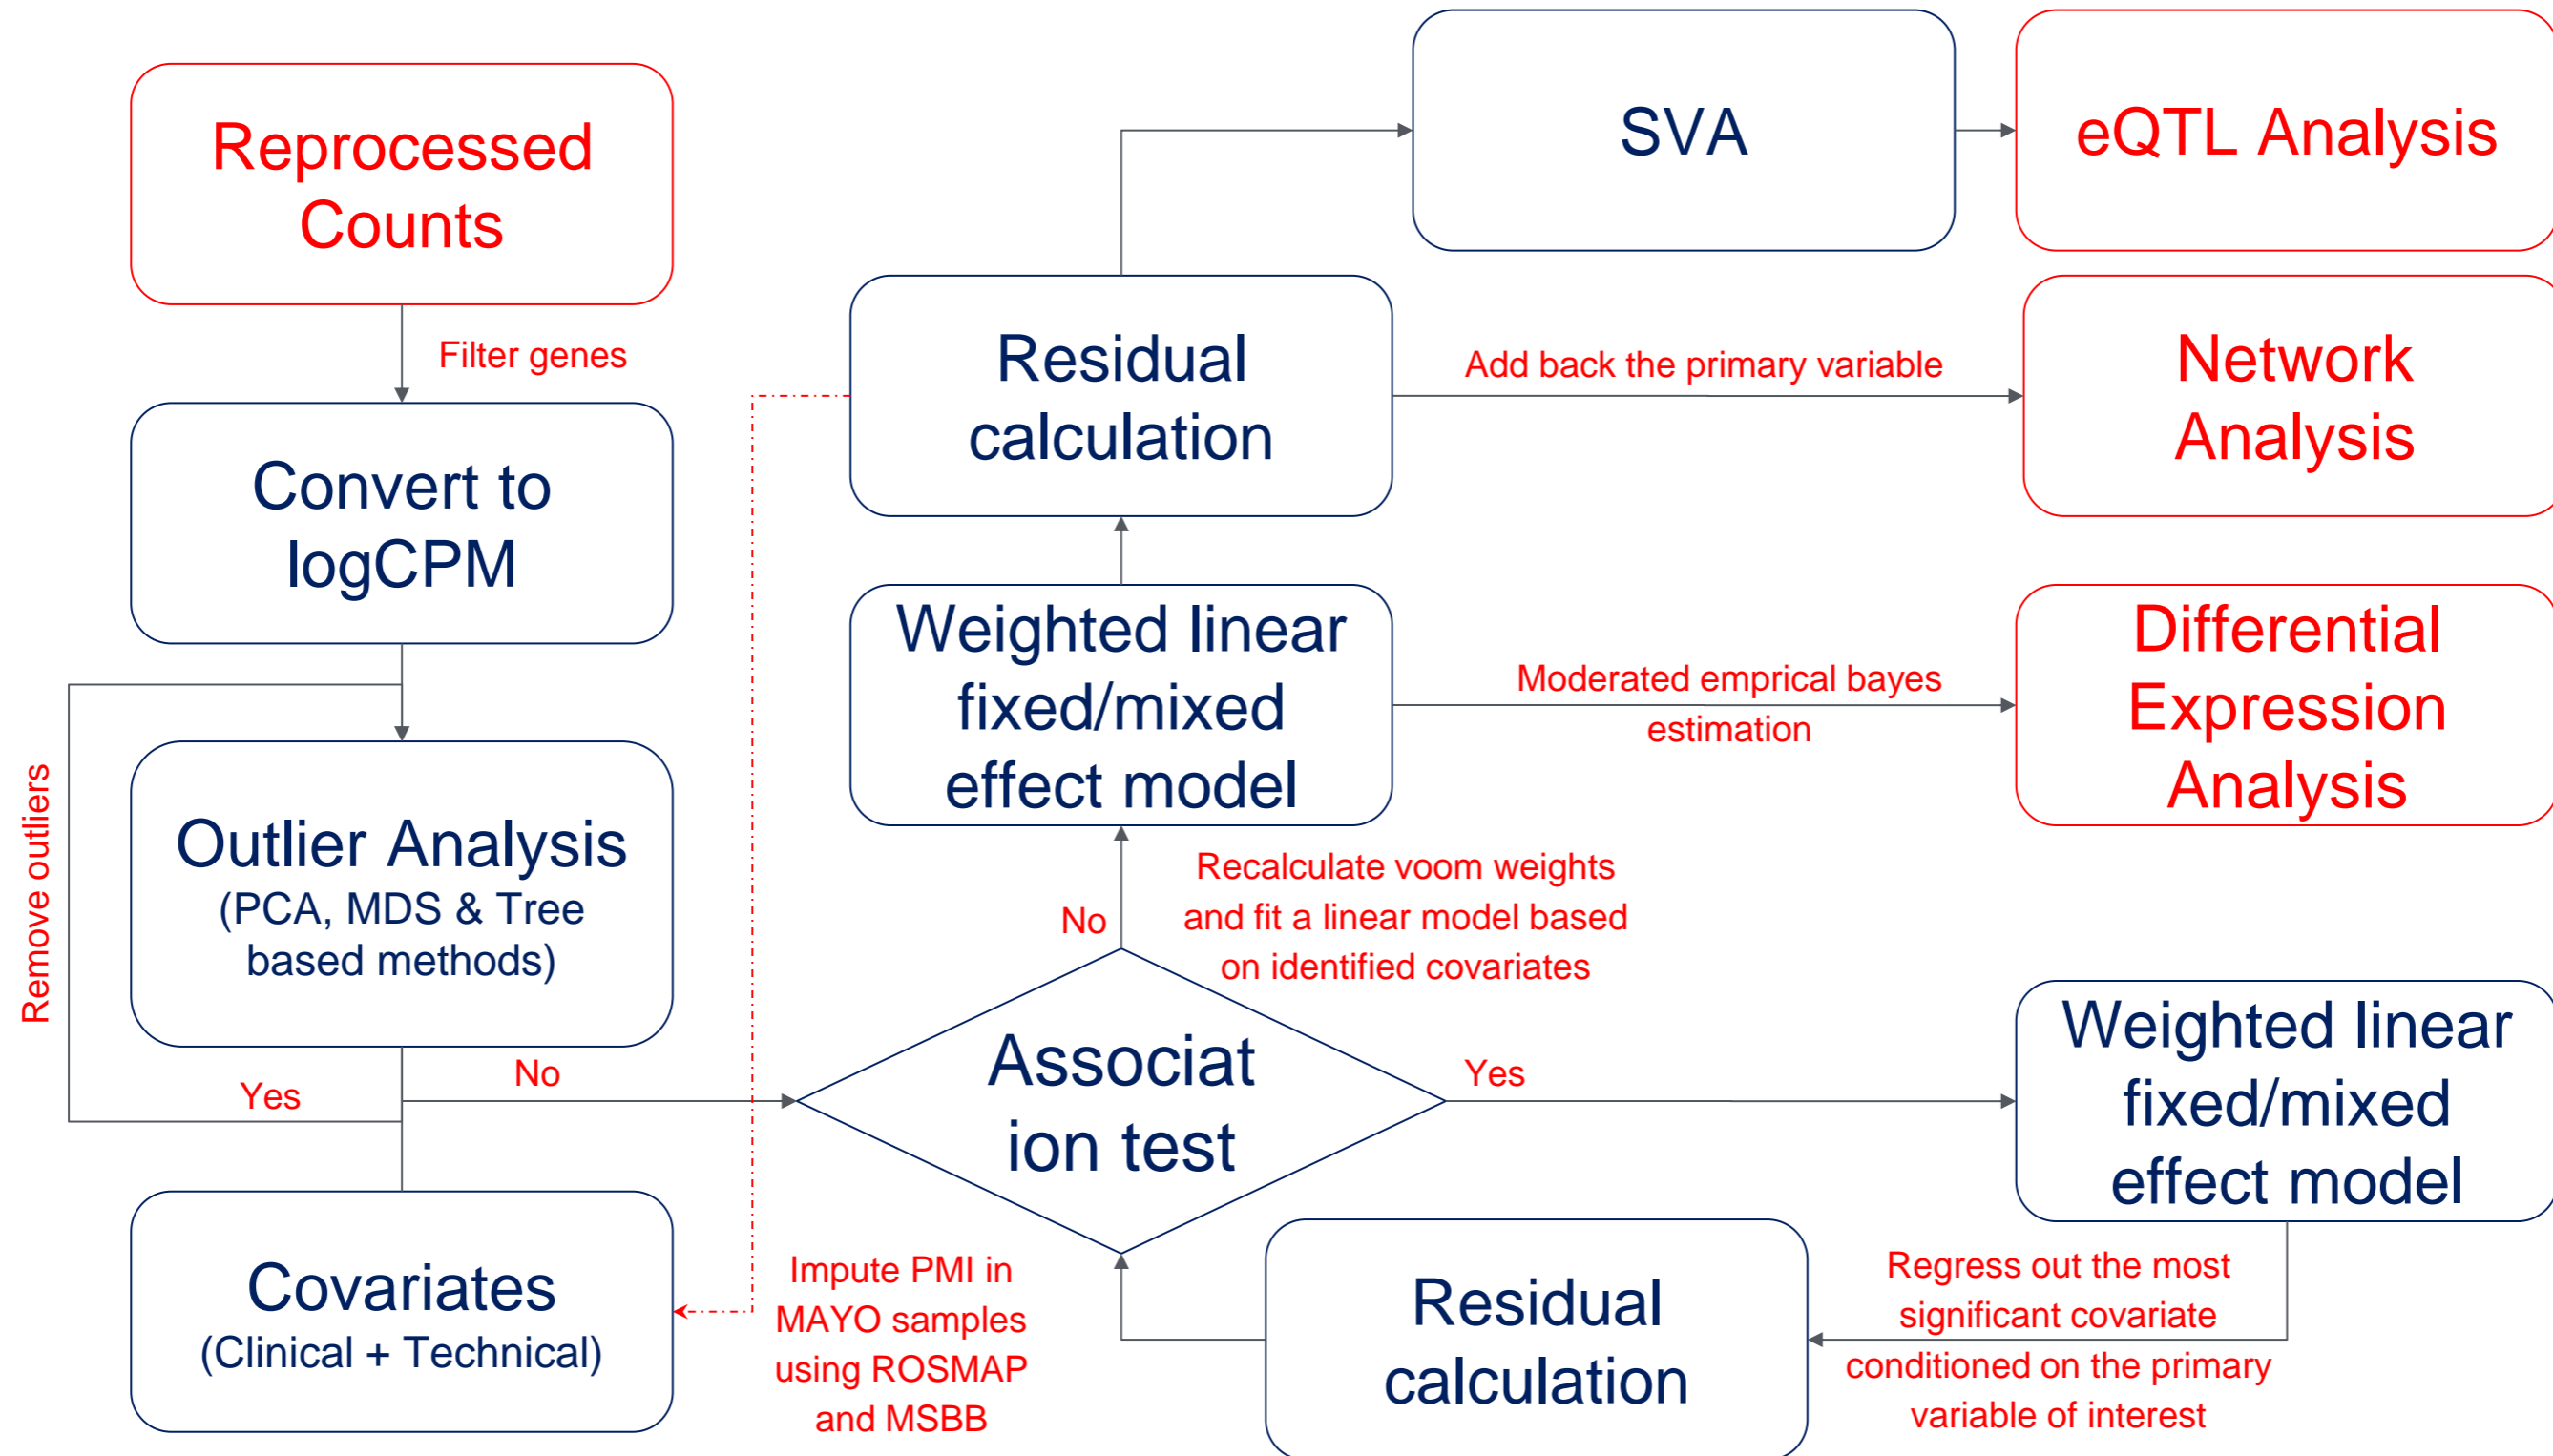 Reprocessed
Counts
Filter genes
Convert to
logCPM
Remove outliers
Outlier Analysis
(PCA, MDS & Tree
based methods)
Yes
No
Covariates
(Clinical + Technical)
Impute PMI in
MAYO samples
using ROSMAP
and MSBB
SVA
eQTL Analysis
Residual
calculation
Add back the primary variable
Network
Analysis
Weighted linear
fixed/mixed
effect model
Moderated emprical bayes
estimation
Differential
Expression
Analysis
No
Recalculate voom weights
and fit a linear model based
on identified covariates
Associat
ion test
Yes
Weighted linear
fixed/mixed
effect model
Regress out the most
significant covariate
conditioned on the primary
variable of interest
Residual
calculation